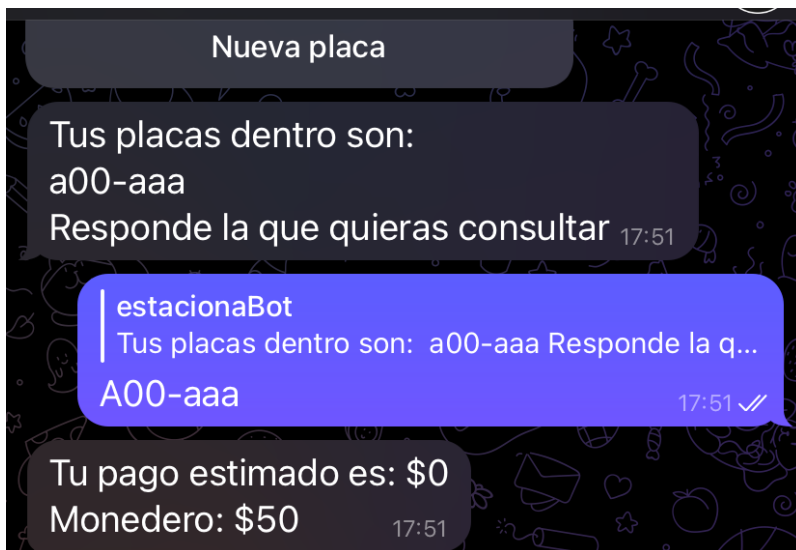 Nueva placa
Tus placas dentro son:
a00-aaa
Responde la que quieras consultar 17:51
estacionaBot
Tus placas dentro son: a00-aaa Responde la q...
A00-aaa
17:51
Tu pago estimado es: $0
Monedero: $50
17:51